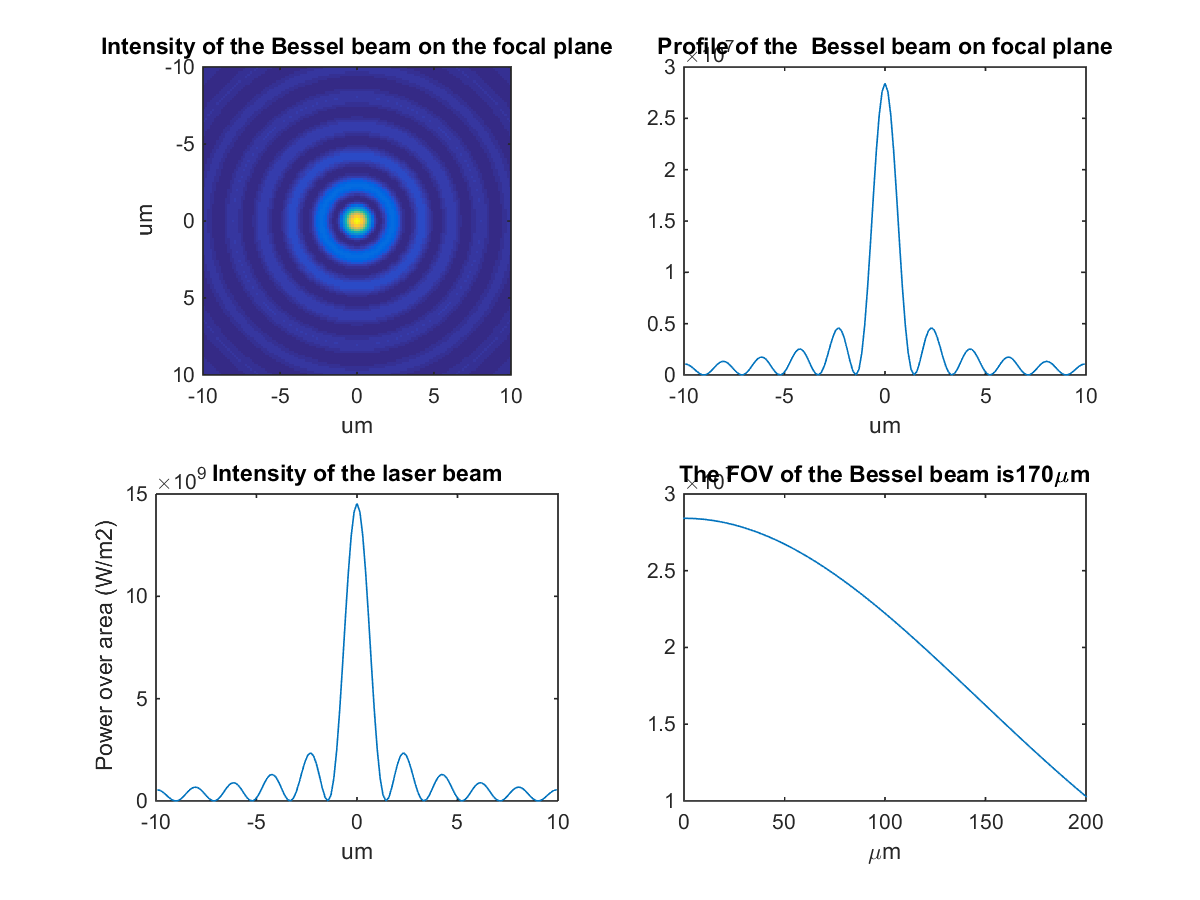 Intensity of the Bessel beam on the focal plane
-10
-5
0
5
10
um
-10 -5 0 5 10
um
Profile of the  Bessel beam on focal plane
×10^7
3
2.5
2
1.5
1
0.5
0
-10 -5 0 5 10
um
Intensity of the laser beam
×10^9
15
10
5
0
Power over area (W/m2)
-10 -5 0 5 10
um
The FOV of the Bessel beam is170μm
3
2.5
2
1.5
1
0 50 100 150 200
μm